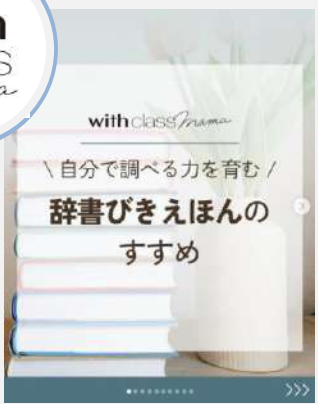 with class mama
\ 自分で調べる力を育む /
辞書びきえほんの
すすめ
>>>